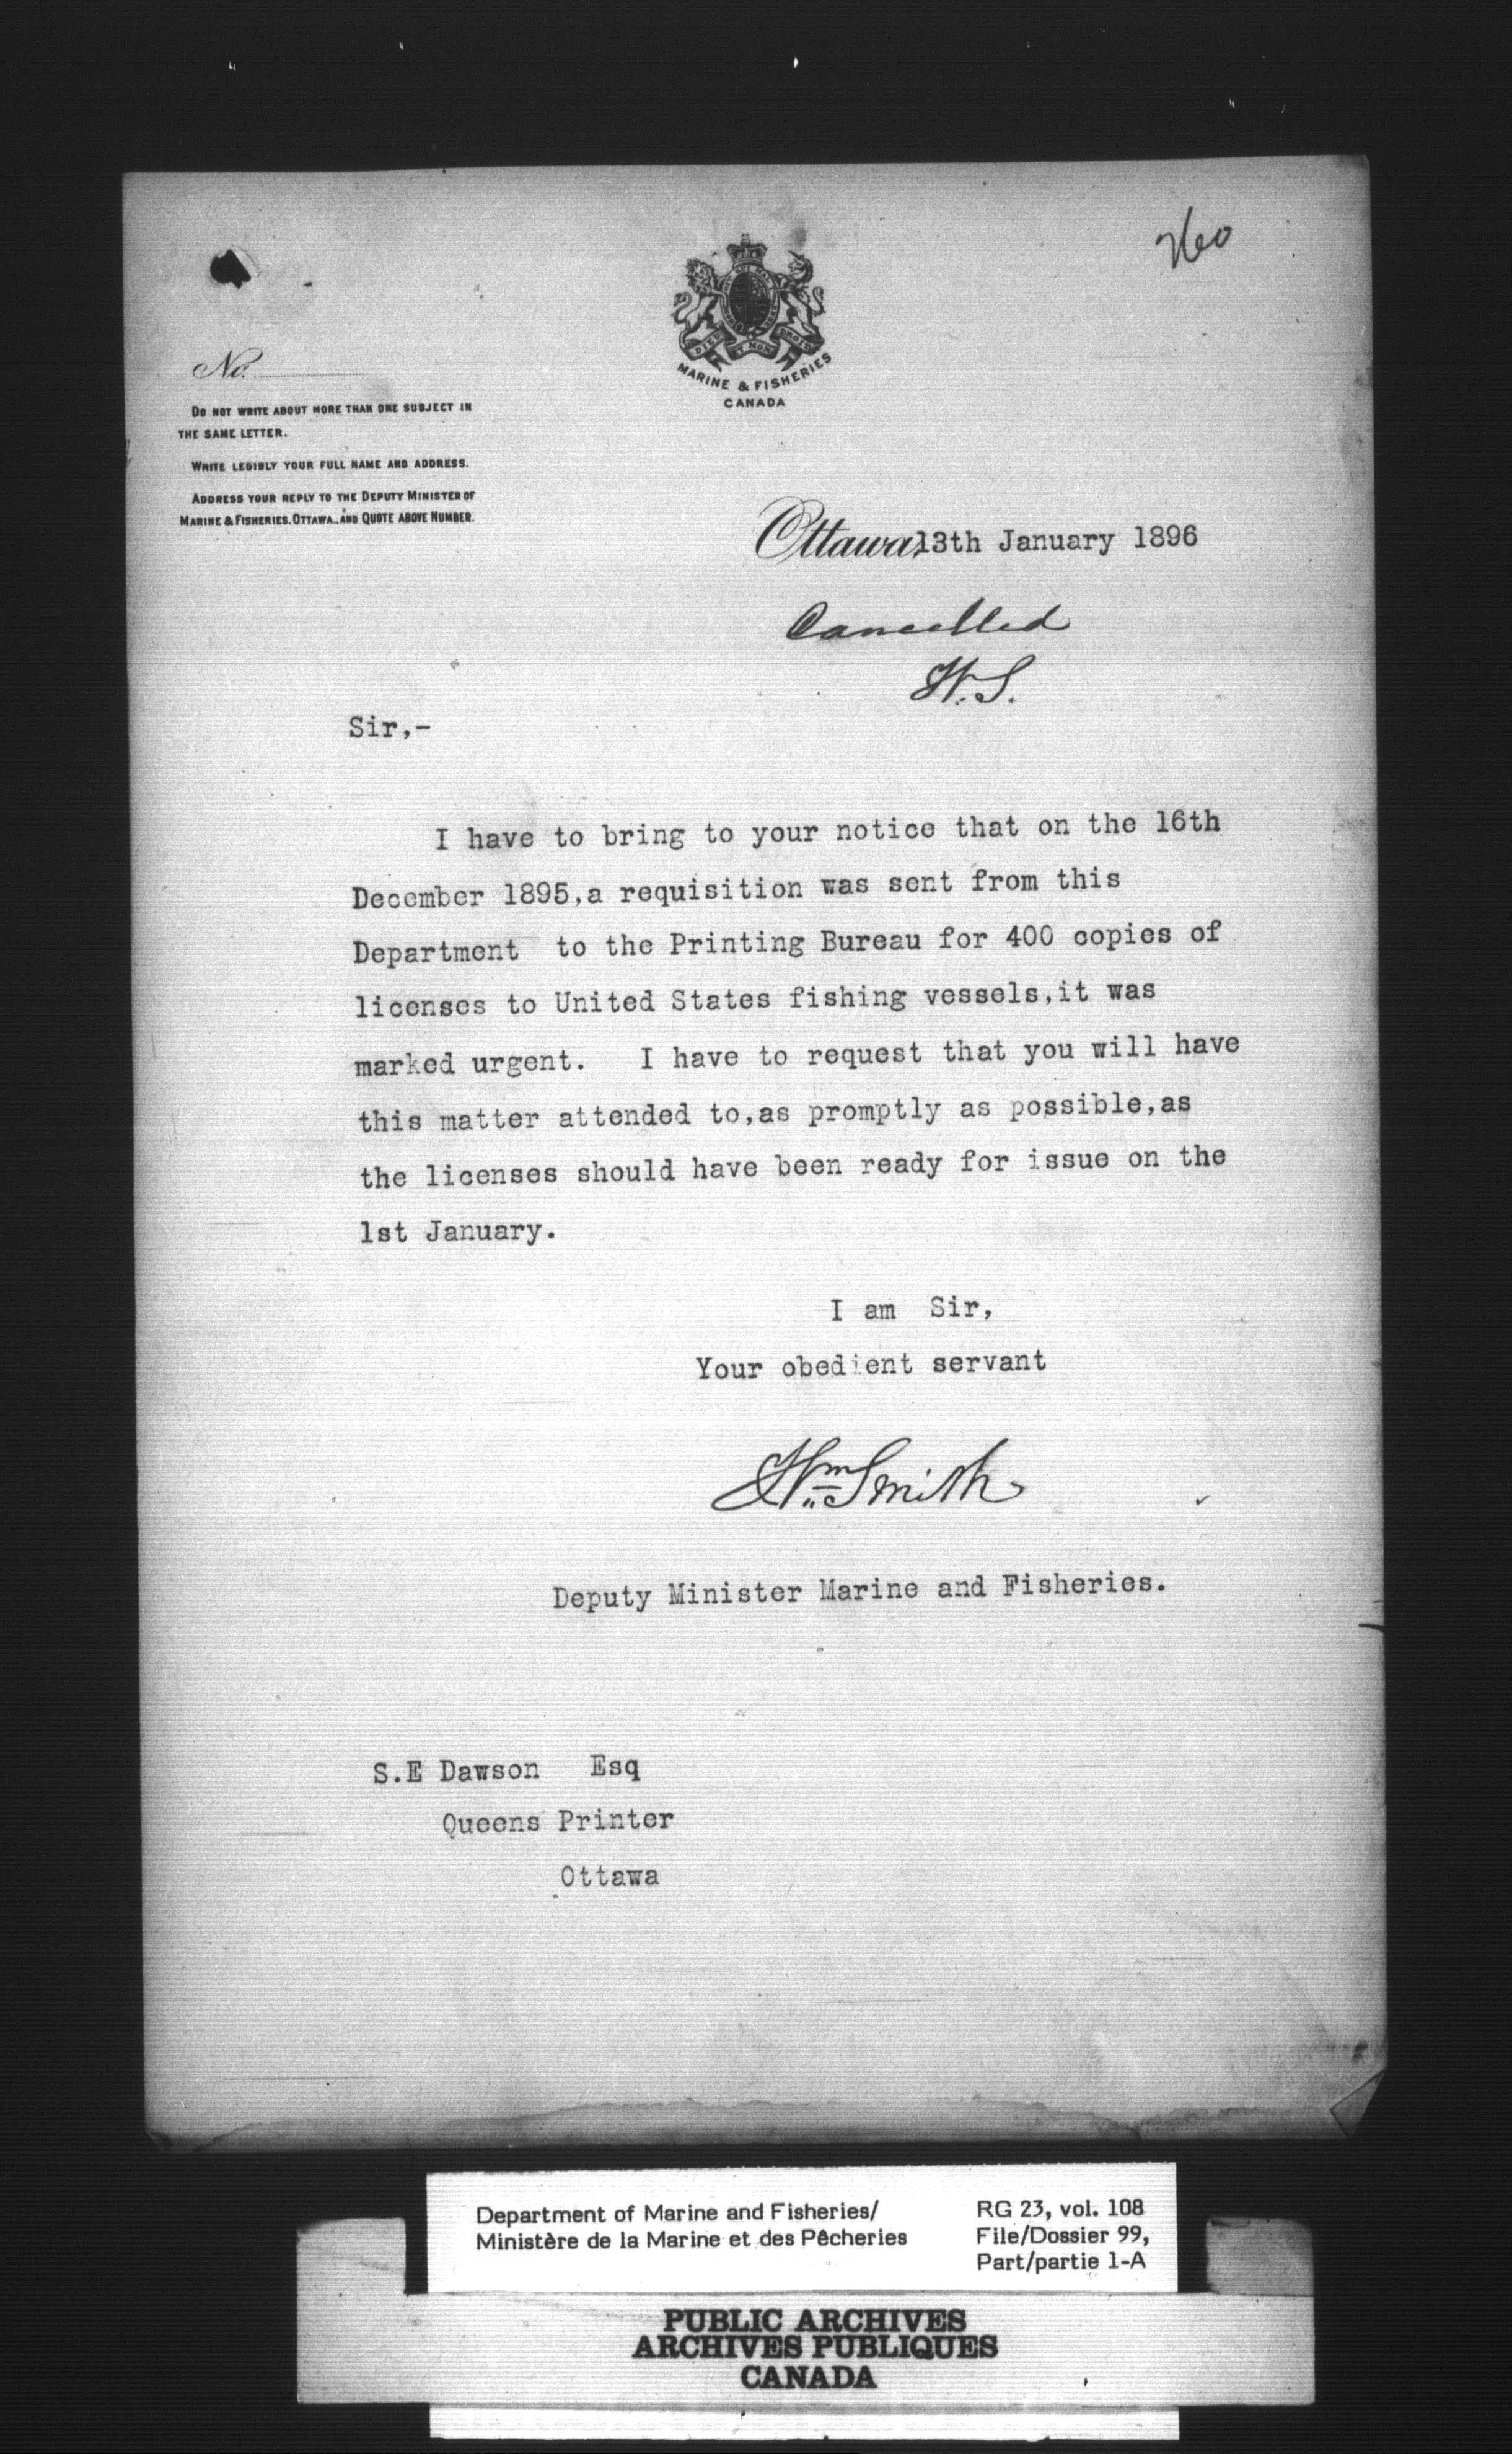 260
DIEU ET MON DROIT
MARINE & FISHERIES
CANADA
No.
DO NOT WRITE ABOUT MORE THAN ONE SUBJECT IN
THE SAME LETTER.
WRITE LEGIBLY YOUR FULL NAME AND ADDRESS.
ADDRESS YOUR REPLY TO THE DEPUTY MINISTER OF
MARINE & FISHERIES, OTTAWA., AND QUOTE ABOVE NUMBER.
Ottawa, 13th January 1896
Cancelled
W.S.
Sir,-
I have to bring to your notice that on the 16th
December 1895,a requisition was sent from this
Department to the Printing Bureau for 400 copies of
licenses to United States fishing vessels,it was
marked urgent. I have to request that you will have
this matter attended to,as promptly as possible,as
the licenses should have been ready for issue on the
1st January.
I am Sir,
Your obedient servant
Wm Smith
Deputy Minister Marine and Fisheries.
S.E Dawson Esq
Queens Printer
Ottawa
Department of Marine and Fisheries/
Ministère de la Marine et des Pêcheries
RG 23, vol. 108
File/Dossier 99,
Part/partie 1-A
PUBLIC ARCHIVES
ARCHIVES PUBLIQUES
CANADA